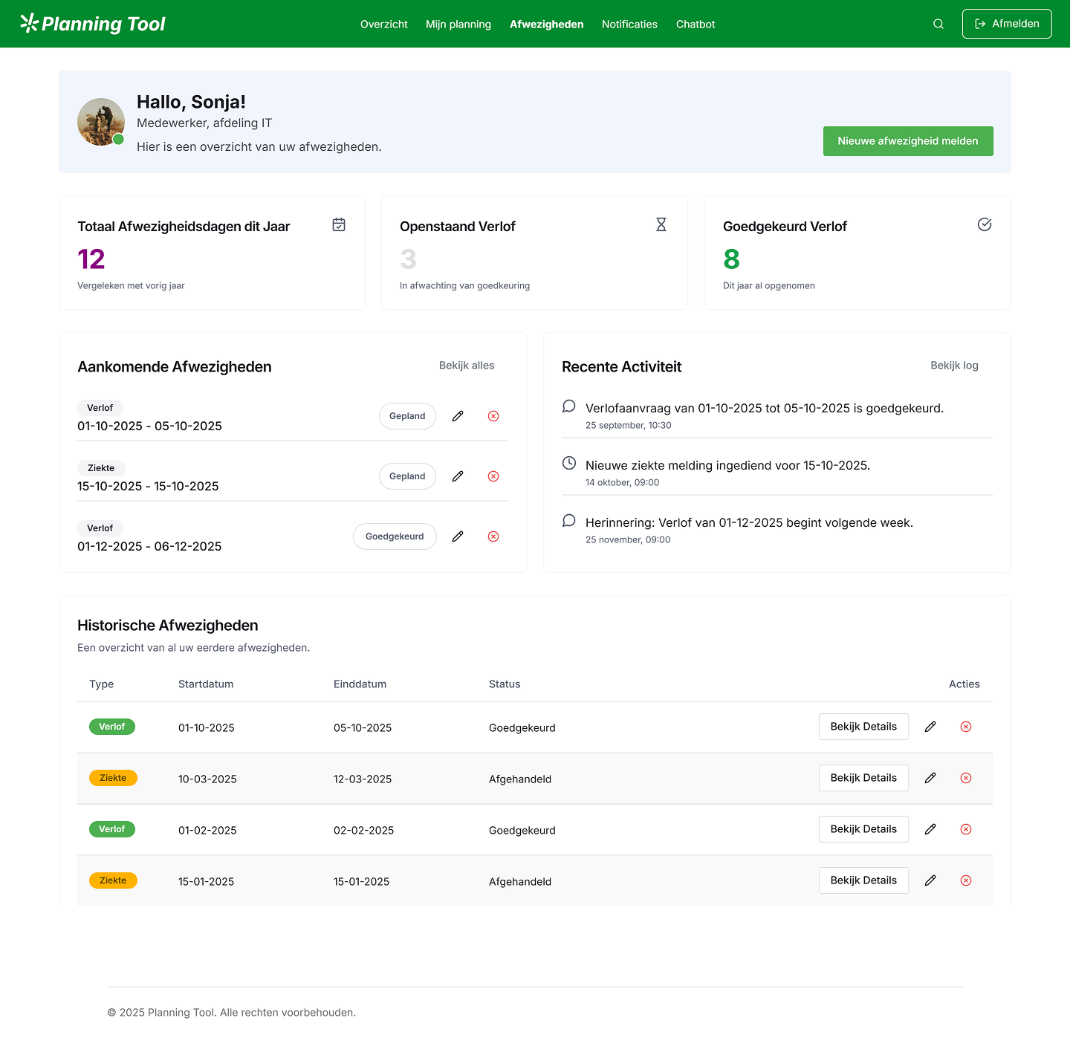 Planning Tool
Overzicht Mijn planning Afwezigheden Notificaties Chatbot
Afmelden
Hallo, Sonja!
Medewerker, afdeling IT
Hier is een overzicht van uw afwezigheden.
Nieuwe afwezigheid melden
Totaal Afwezigheidsdagen dit Jaar
12
Vergeleken met vorig jaar
Openstaand Verlof
3
In afwachting van goedkeuring
Goedgekeurd Verlof
8
Dit jaar al opgenomen
Aankomende Afwezigheden
Bekijk alles
Verlof
01-10-2025 - 05-10-2025
Gepland
Ziekte
15-10-2025 - 15-10-2025
Gepland
Verlof
01-12-2025 - 06-12-2025
Goedgekeurd
Recente Activiteit
Bekijk log
Verlofaanvraag van 01-10-2025 tot 05-10-2025 is goedgekeurd.
25 september, 10:30
Nieuwe ziekte melding ingediend voor 15-10-2025.
14 oktober, 09:00
Herinnering: Verlof van 01-12-2025 begint volgende week.
25 november, 09:00
Historische Afwezigheden
Een overzicht van al uw eerdere afwezigheden.
Type Startdatum Einddatum Status Acties
Verlof 01-10-2025 05-10-2025 Goedgekeurd Bekijk Details
Ziekte 10-03-2025 12-03-2025 Afgehandeld Bekijk Details
Verlof 01-02-2025 02-02-2025 Goedgekeurd Bekijk Details
Ziekte 15-01-2025 15-01-2025 Afgehandeld Bekijk Details
© 2025 Planning Tool. Alle rechten voorbehouden.